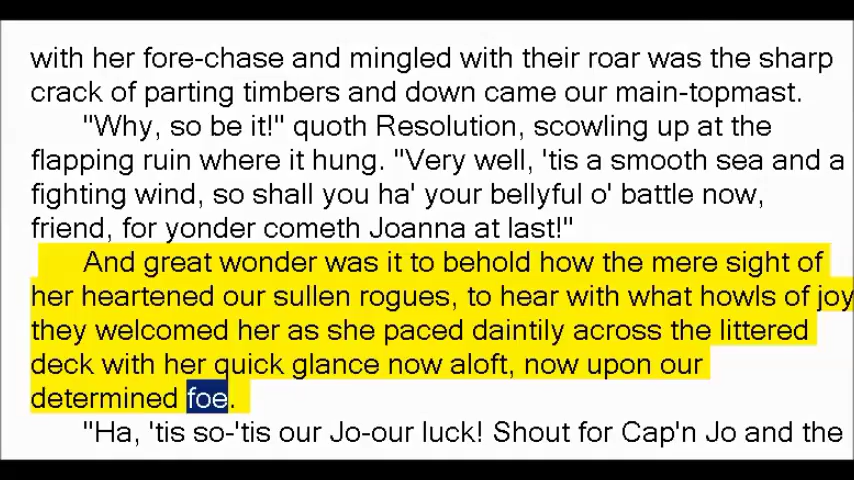 with her fore-chase and mingled with their roar was the sharp
crack of parting timbers and down came our main-topmast.
"Why, so be it!" quoth Resolution, scowling up at the
flapping ruin where it hung. "Very well, 'tis a smooth sea and a
fighting wind, so shall you ha' your bellyful o' battle now,
friend, for yonder cometh Joanna at last!"
And great wonder was it to behold how the mere sight of
her heartened our sullen rogues, to hear with what howls of joy
they welcomed her as she paced daintily across the littered
deck with her quick glance now aloft, now upon our
determined foe.
"Ha, 'tis so-'tis our Jo-our luck! Shout for Cap'n Jo and the